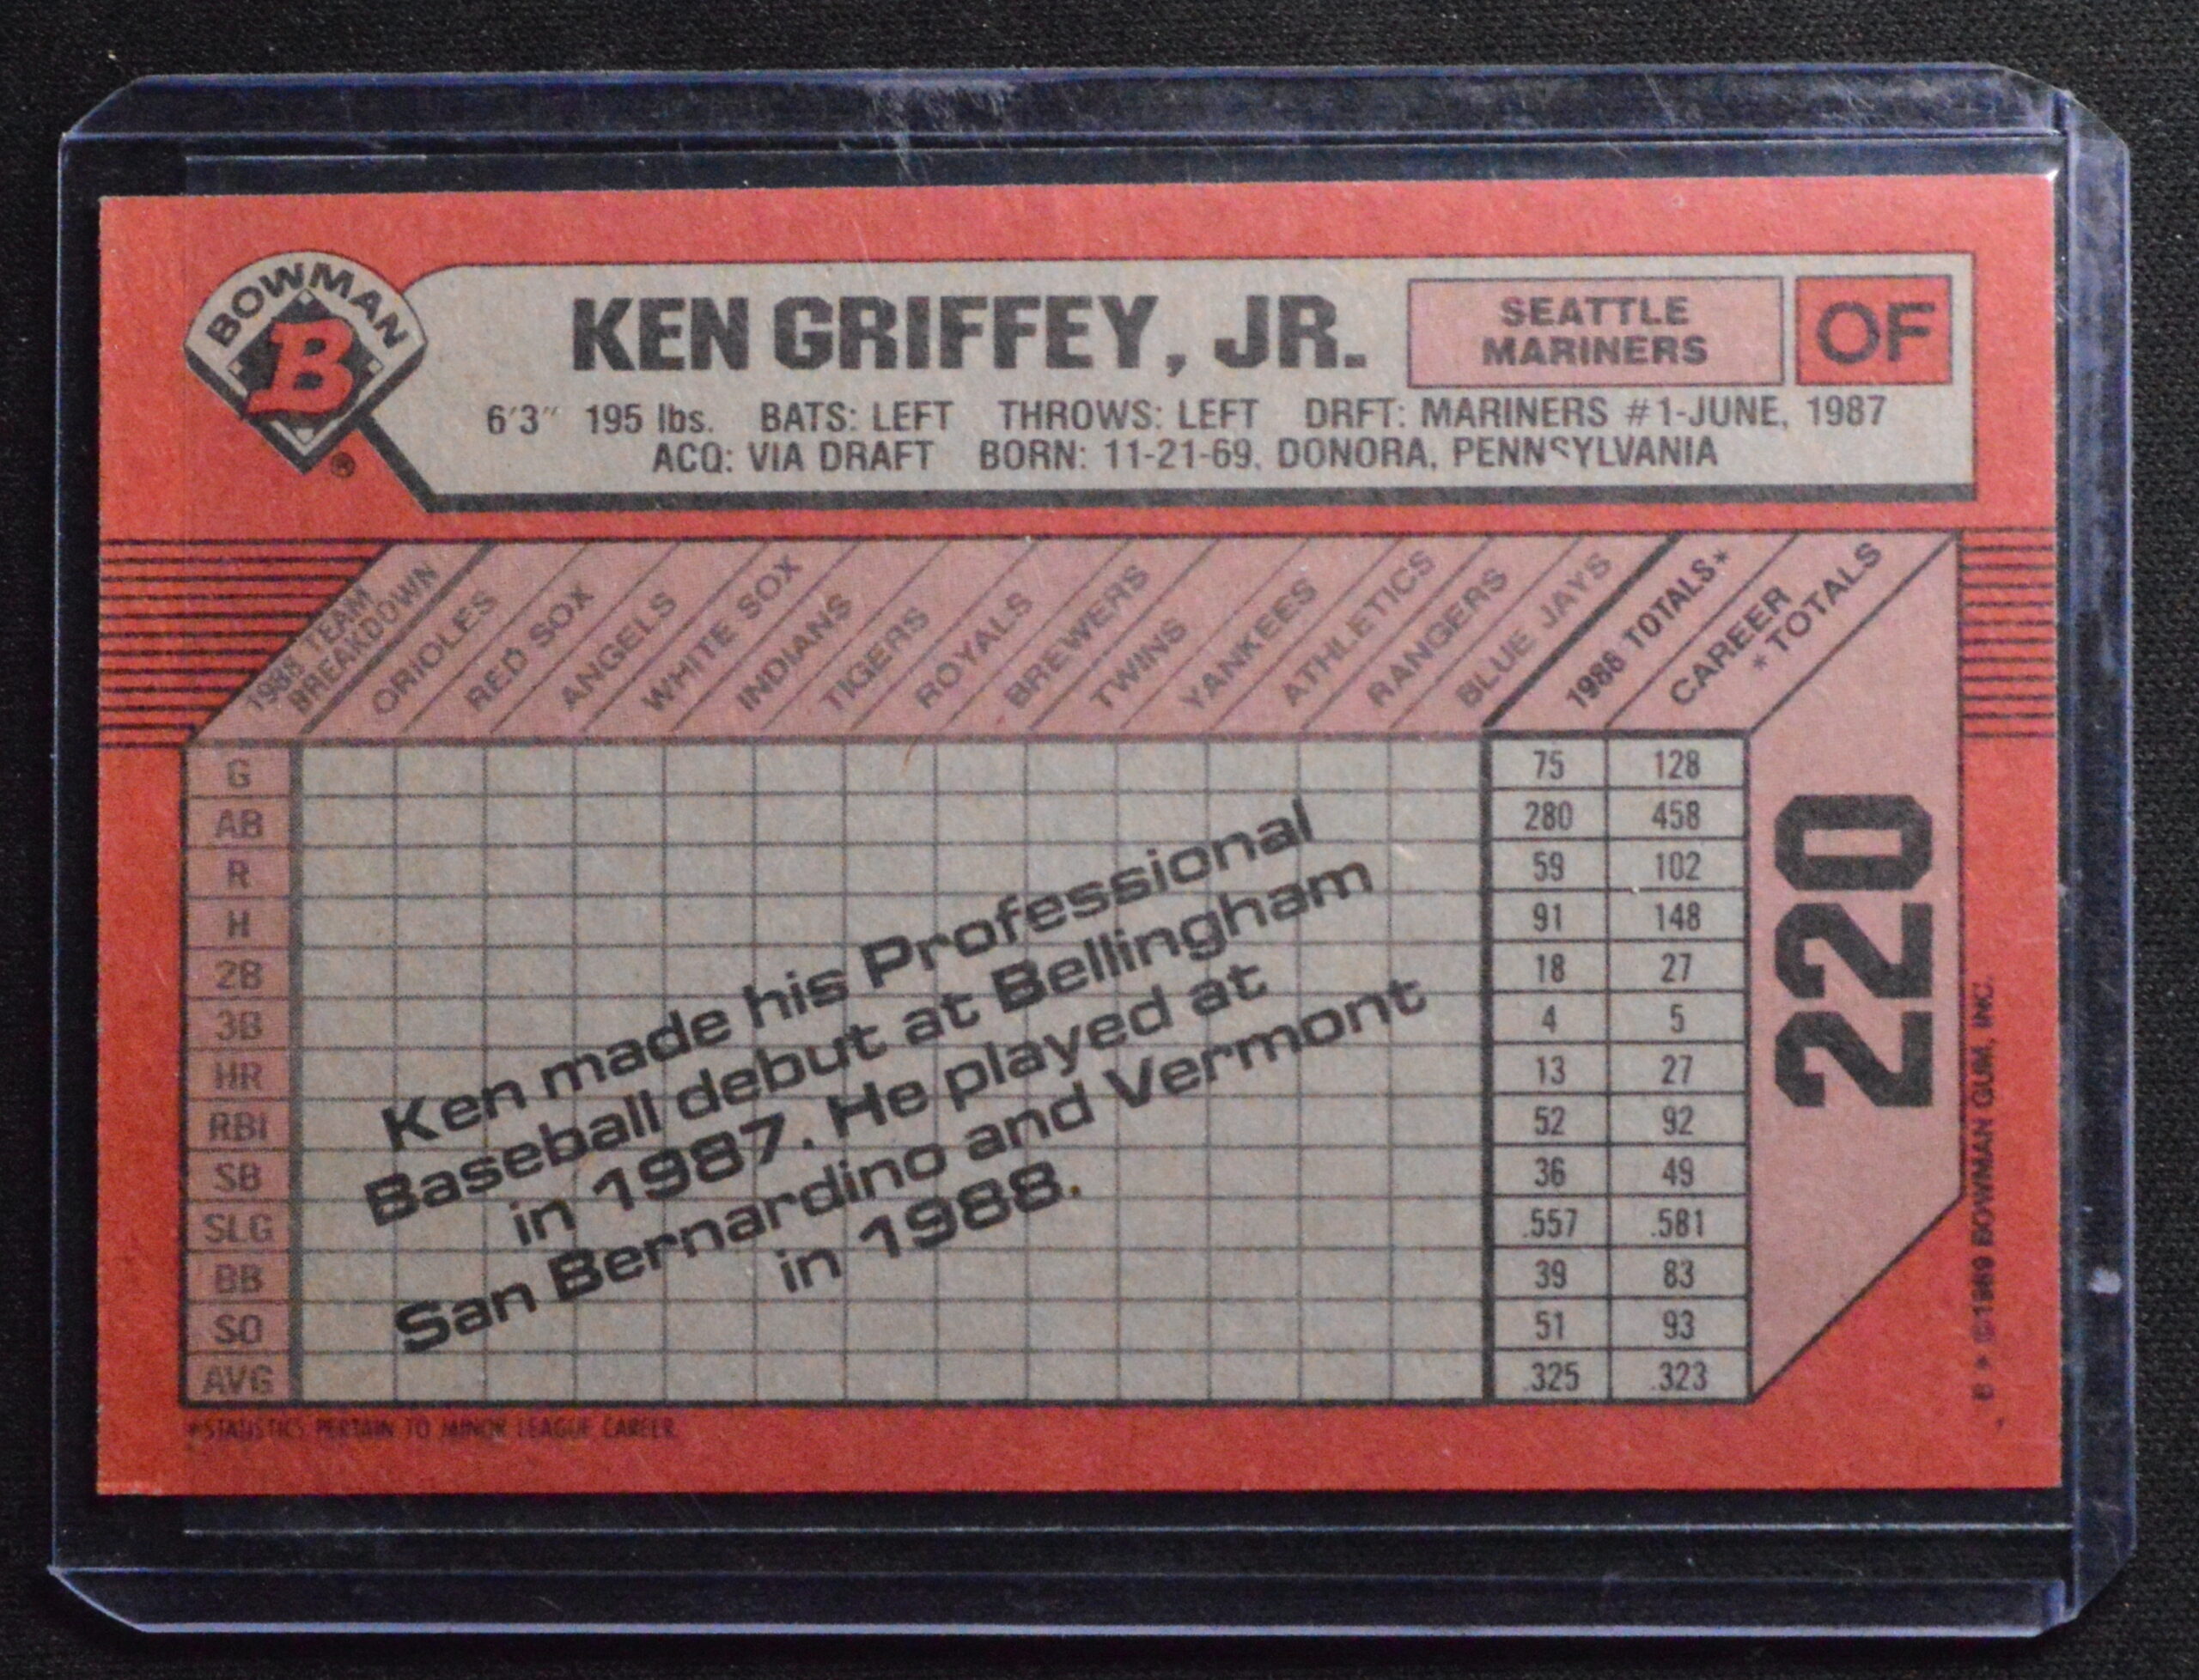 BOWMAN
B
®
KEN GRIFFEY, JR.
SEATTLE
MARINERS
OF
6'3" 195 lbs. BATS: LEFT THROWS: LEFT DRFT: MARINERS #1-JUNE, 1987
ACQ: VIA DRAFT BORN: 11-21-69, DONORA, PENNSYLVANIA
1988 TEAM
BREAKDOWN
ORIOLES
RED SOX
ANGELS
WHITE SOX
INDIANS
TIGERS
ROYALS
BREWERS
TWINS
YANKEES
ATHLETICS
RANGERS
BLUE JAYS
1988 TOTALS*
CAREER
* TOTALS
G 75 128
AB 280 458
R 59 102
H 91 148
2B 18 27
3B 4 5
HR 13 27
RBI 52 92
SB 36 49
SLG .557 .581
BB 39 83
SO 51 93
AVG .325 .323
Ken made his Professional
Baseball debut at Bellingham
in 1987. He played at
San Bernardino and Vermont
in 1988.
220
*STATISTICS PERTAIN TO MINOR LEAGUE CAREER.
© 1989 BOWMAN GUM, INC.